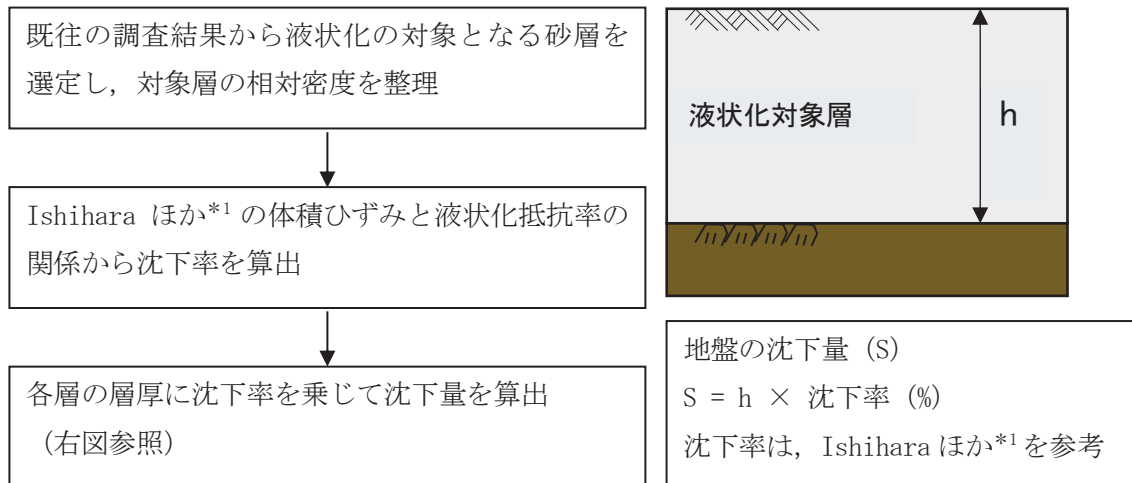 既往の調査結果から液状化の対象となる砂層を
選定し，対象層の相対密度を整理
Ishihara ほか*1 の体積ひずみと液状化抵抗率の
関係から沈下率を算出
各層の層厚に沈下率を乗じて沈下量を算出
（右図参照）
液状化対象層
h
地盤の沈下量（S）
S = h × 沈下率（%）
沈下率は，Ishihara ほか*1 を参考